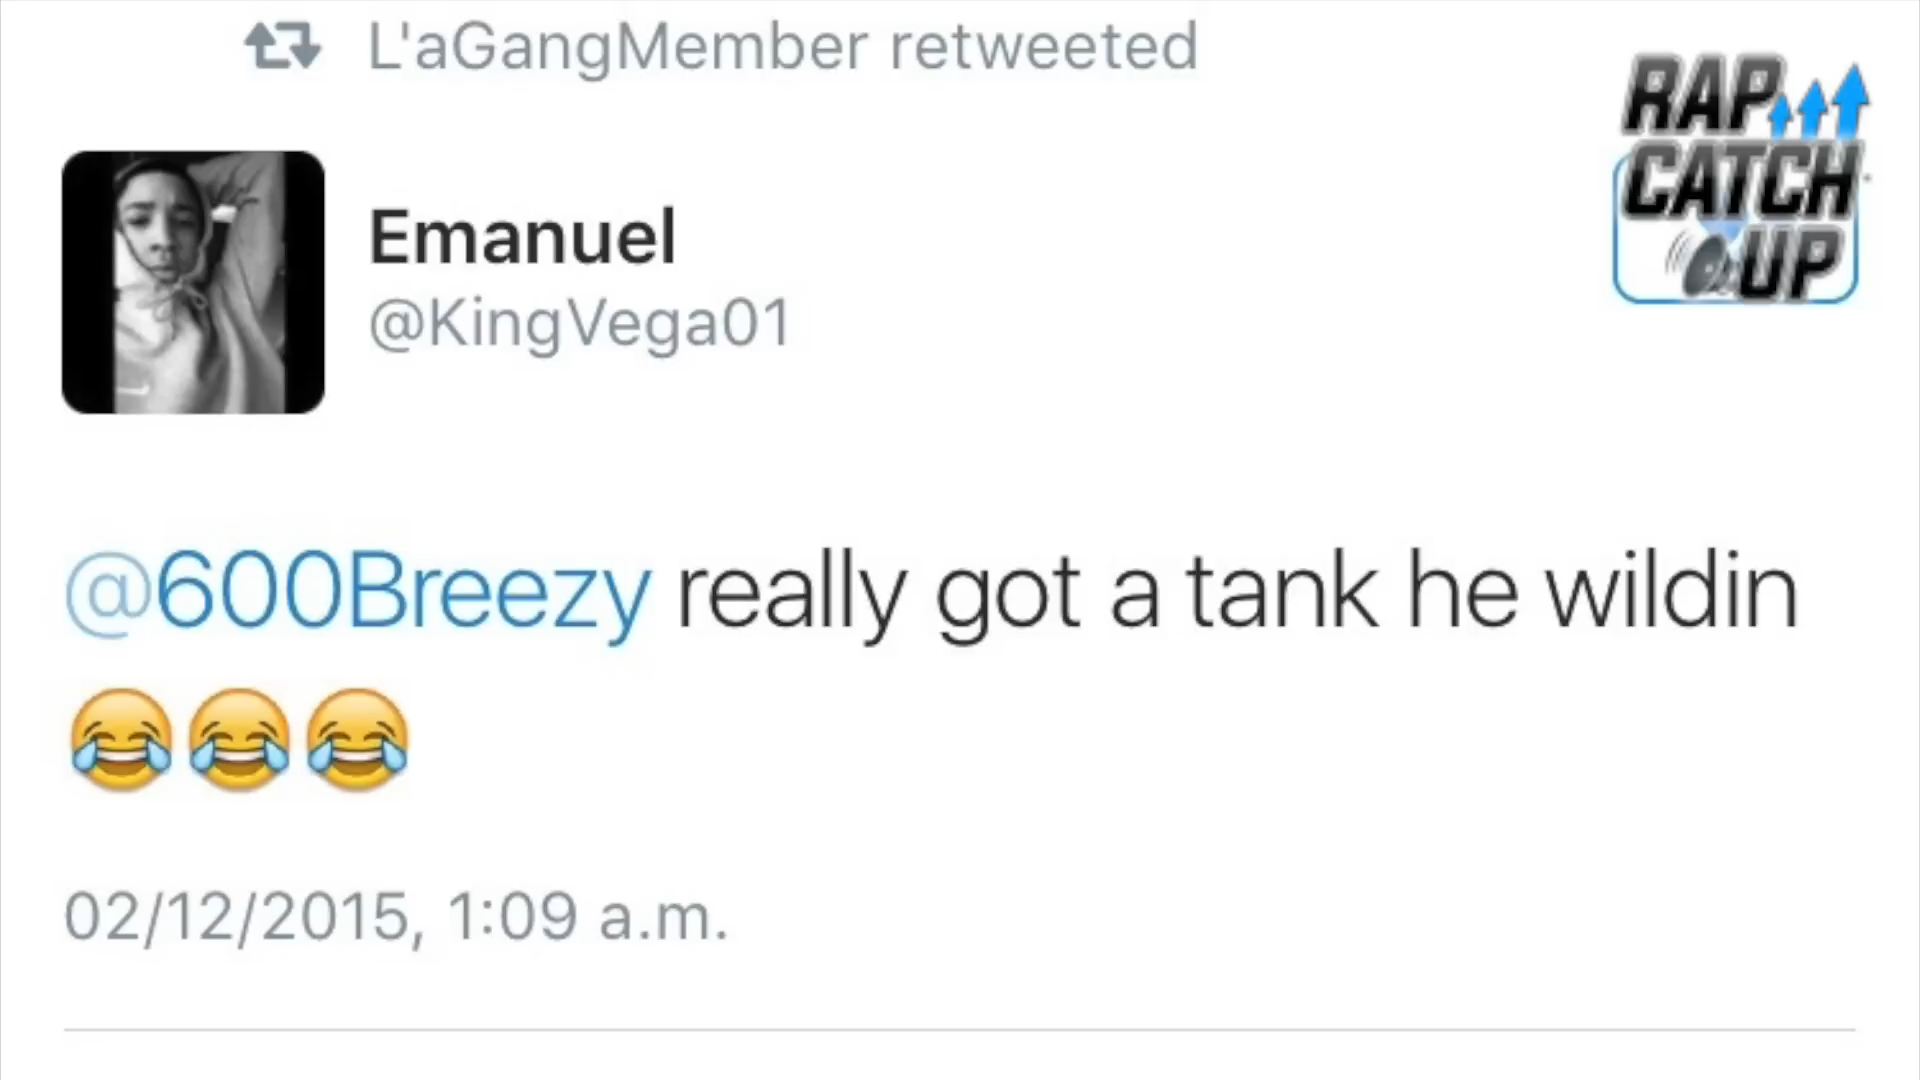 L'aGangMember retweeted
RAP
CATCH
UP
Emanuel
@KingVega01
@600Breezy really got a tank he wildin
😂😂😂
02/12/2015, 1:09 a.m.